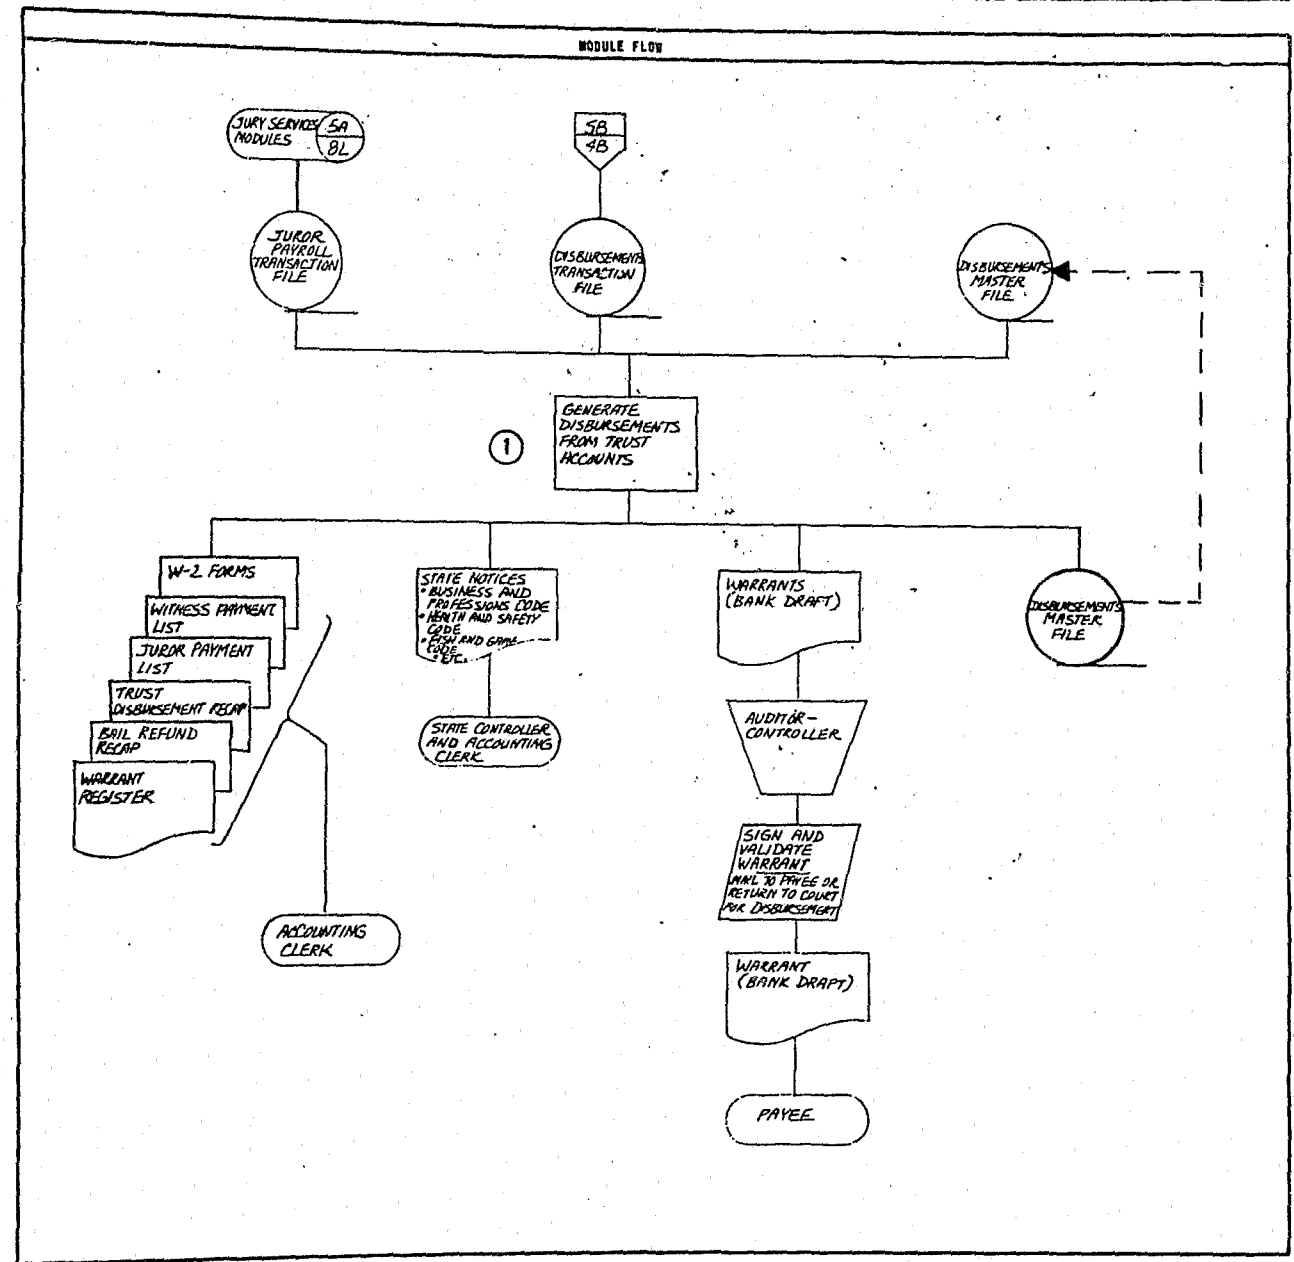 MODULE FLOW
JURY SERVICES
MODULES
5A
8L
5B
4B
JUROR
PAYROLL
TRANSACTION
FILE
DISBURSEMENTS
TRANSACTION
FILE
DISBURSEMENTS
MASTER
FILE
GENERATE
DISBURSEMENTS
FROM TRUST
ACCOUNTS
1
W-2 FORMS
WITNESS PAYMENT
LIST
JUROR PAYMENT
LIST
TRUST
DISBURSEMENT RECAP
BAIL REFUND
RECAP
WARRANT
REGISTER
ACCOUNTING
CLERK
STATE NOTICES
• BUSINESS AND
PROFESSIONS CODE
• HEALTH AND SAFETY
CODE
• FISH AND GAME
CODE
• ETC.
STATE CONTROLLER
AND ACCOUNTING
CLERK
WARRANTS
(BANK DRAFT)
AUDITOR-
CONTROLLER
SIGN AND
VALIDATE
WARRANT
MAIL TO PAYEE OR
RETURN TO COURT
FOR DISBURSEMENT
WARRANT
(BANK DRAFT)
PAYEE
DISBURSEMENTS
MASTER
FILE